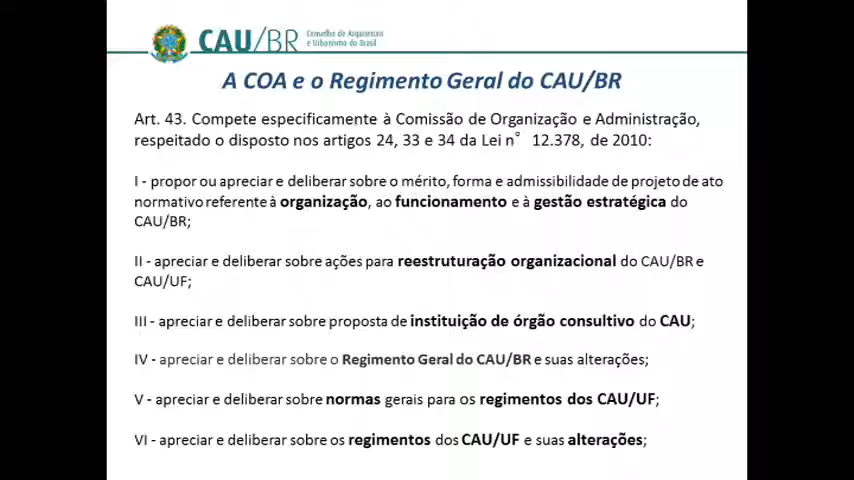 CAU/BR Conselho de Arquitetura
e Urbanismo do Brasil
A COA e o Regimento Geral do CAU/BR
Art. 43. Compete especificamente à Comissão de Organização e Administração,
respeitado o disposto nos artigos 24, 33 e 34 da Lei n° 12.378, de 2010:
I - propor ou apreciar e deliberar sobre o mérito, forma e admissibilidade de projeto de ato
normativo referente à organização, ao funcionamento e à gestão estratégica do
CAU/BR;
II - apreciar e deliberar sobre ações para reestruturação organizacional do CAU/BR e
CAU/UF;
III - apreciar e deliberar sobre proposta de instituição de órgão consultivo do CAU;
IV - apreciar e deliberar sobre o Regimento Geral do CAU/BR e suas alterações;
V - apreciar e deliberar sobre normas gerais para os regimentos dos CAU/UF;
VI - apreciar e deliberar sobre os regimentos dos CAU/UF e suas alterações;